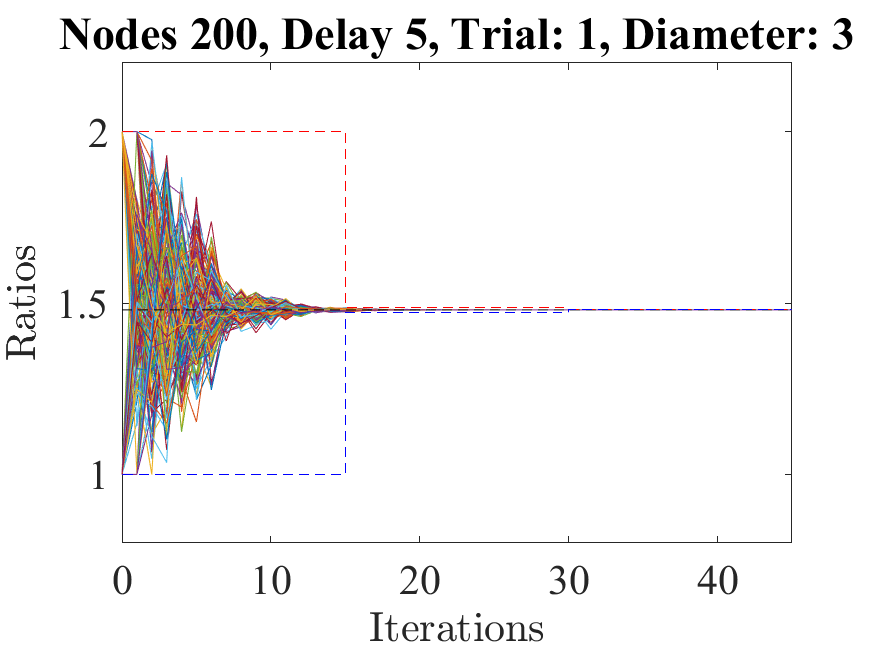 Nodes 200, Delay 5, Trial: 1, Diameter: 3
2
1.5
1
Ratios
0 10 20 30 40
Iterations